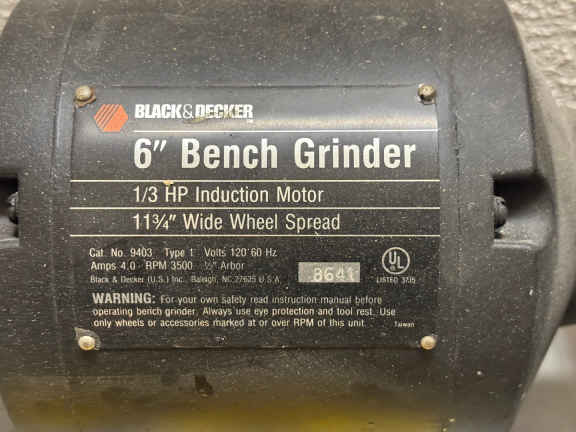 BLACK&DECKER
6" Bench Grinder
1/3 HP Induction Motor
11¾" Wide Wheel Spread
Cat. No. 9403 Type 1 Volts 120 60 Hz
Amps 4.0 RPM 3500 ½" Arbor
Black & Decker (U.S.) Inc., Raleigh, NC 27625 U.S.A.
8641
UL
LISTED 37J5
WARNING: For your own safety read instruction manual before
operating bench grinder. Always use eye protection and tool rest. Use
only wheels or accessories marked at or over RPM of this unit.
Taiwan